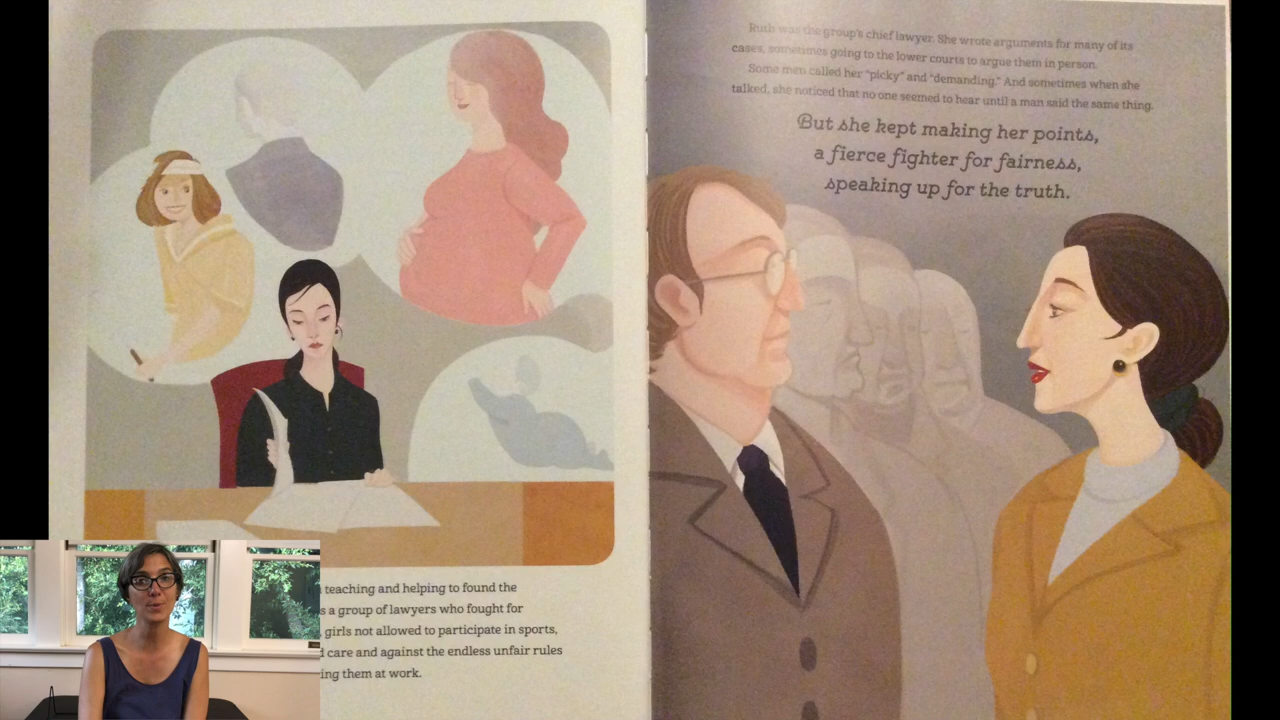 teaching and helping to found the
s a group of lawyers who fought for
girls not allowed to participate in sports,
care and against the endless unfair rules
ing them at work.
Ruth was the group's chief lawyer. She wrote arguments for many of its
cases, sometimes going to the lower courts to argue them in person.
Some men called her "picky" and "demanding." And sometimes when she
talked, she noticed that no one seemed to hear until a man said the same thing.
But she kept making her points,
a fierce fighter for fairness,
speaking up for the truth.